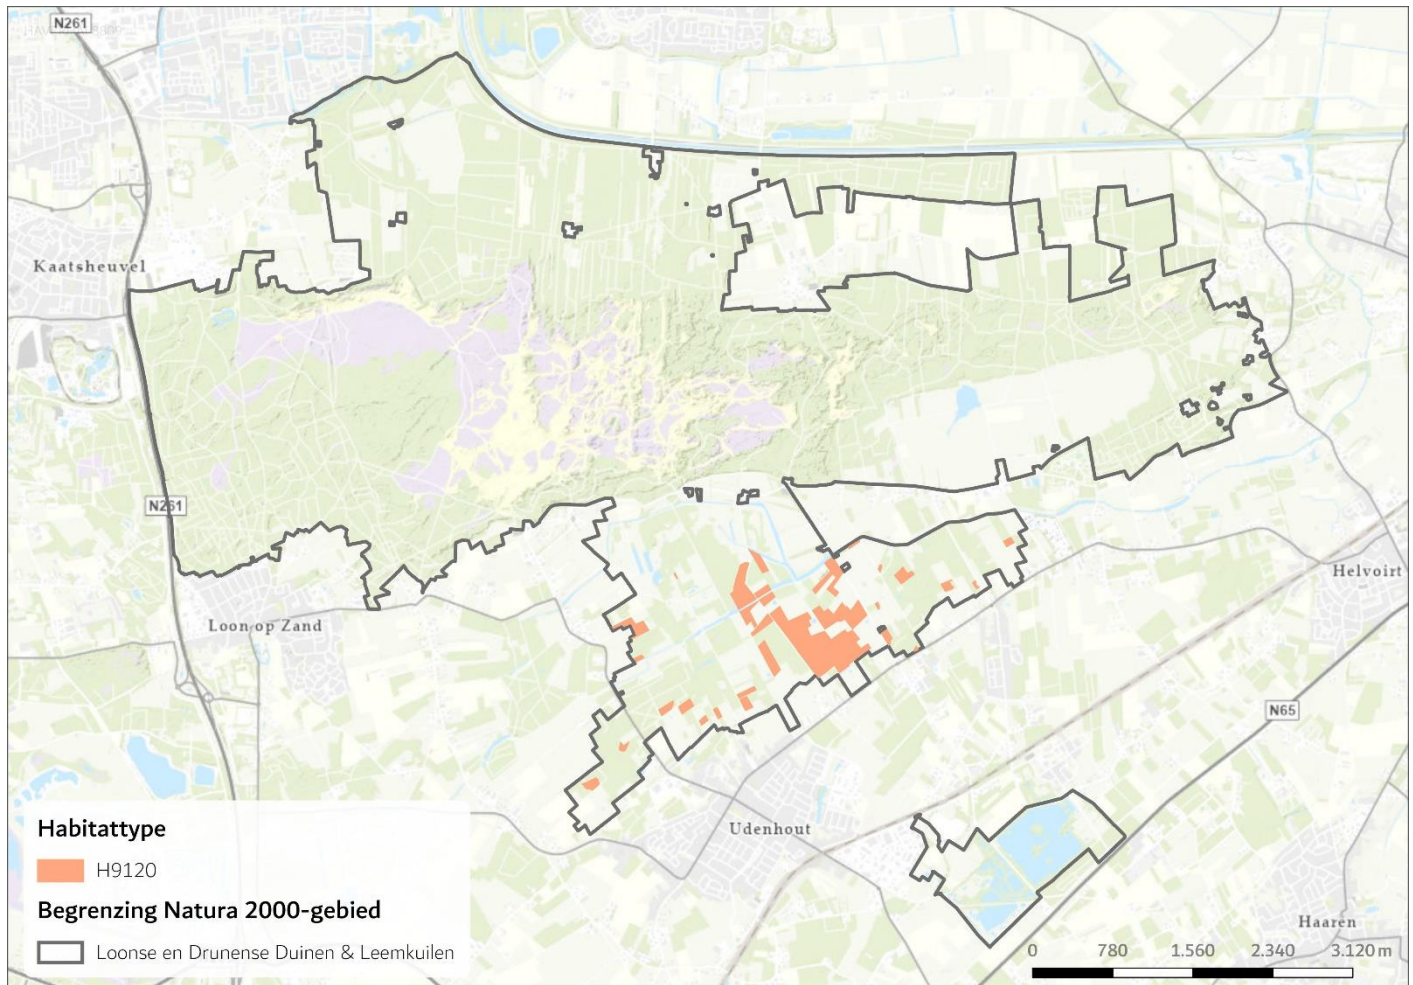 N261
Kaatsheuvel
N261
Loon op Zand
Helvoirt
N65
Udenhout
Haaren
Habitattype
H9120
Begrenzing Natura 2000-gebied
Loonse en Drunense Duinen & Leemkuilen
0 780 1.560 2.340 3.120 m